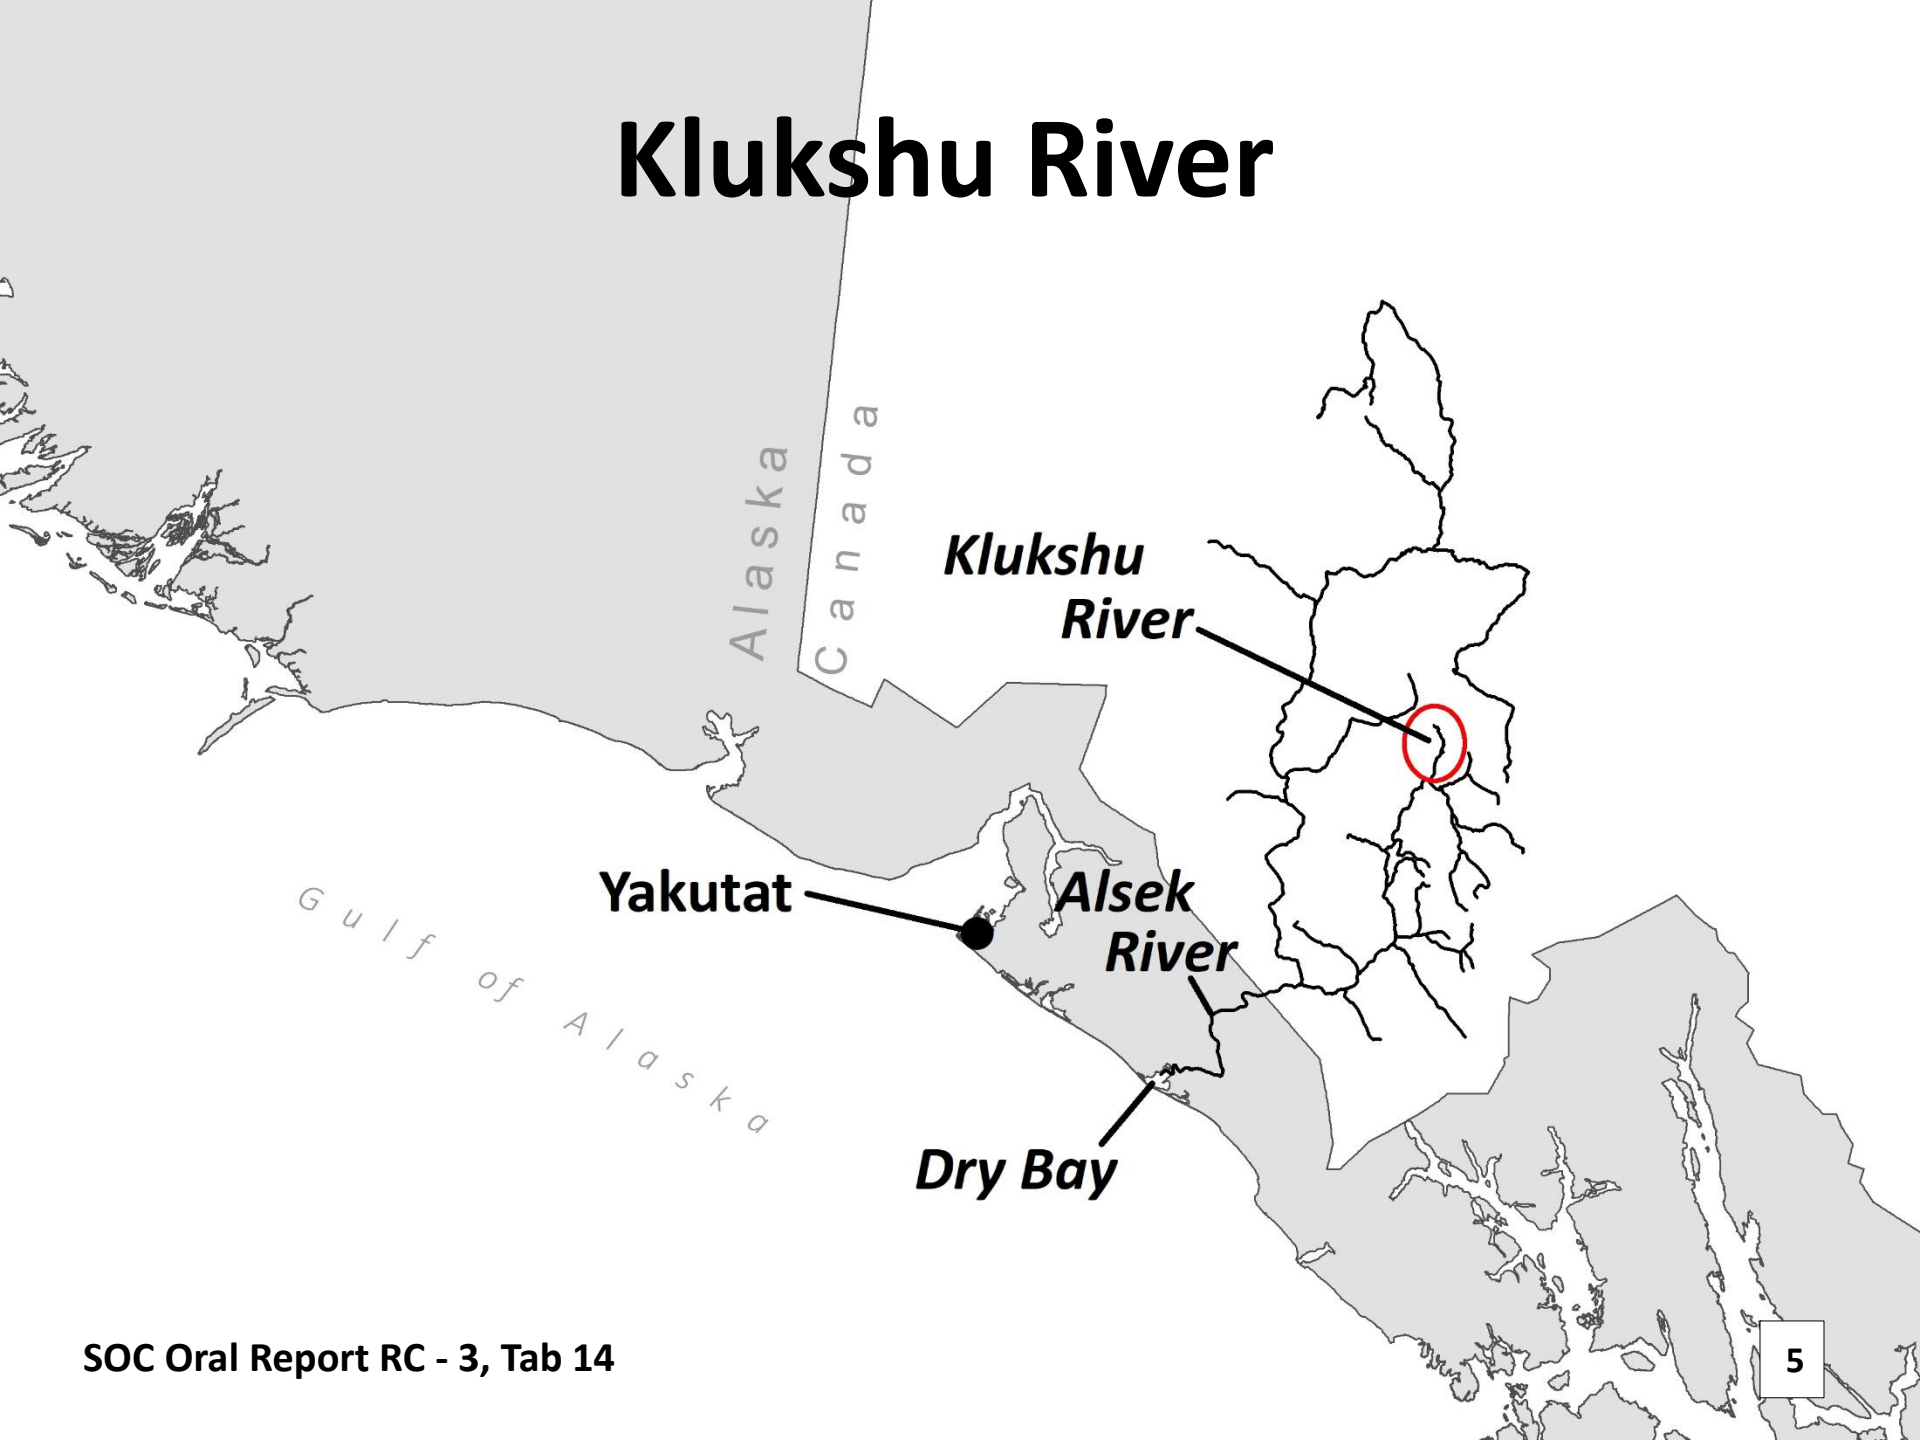 Klukshu River
Alaska
Canada
Klukshu
River
Yakutat
Alsek
River
Gulf of Alaska
Dry Bay
SOC Oral Report RC - 3, Tab 14
5